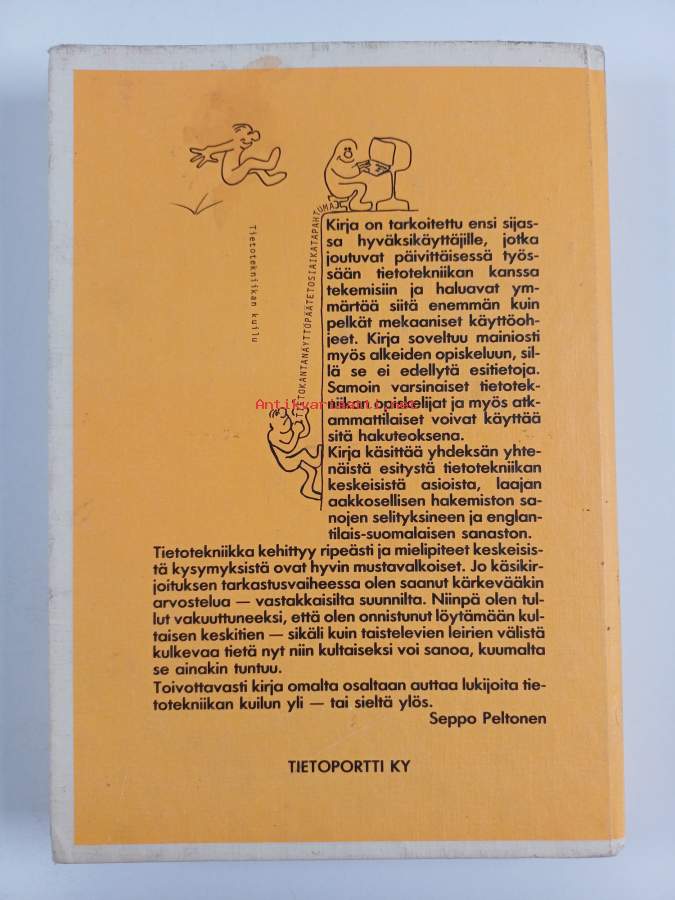 Tietotekniikan kuilu
TOKANTANÄYTTÖPÄÄTETOSIAIKATAPAHTUMA
Kirja on tarkoitettu ensi sijas-
sa hyväksikäyttäjille, jotka
joutuvat päivittäisessä työs-
sään tietotekniikan kanssa
tekemisiin ja haluavat ym-
märtää siitä enemmän kuin
pelkät mekaaniset käyttöoh-
jeet. Kirja soveltuu mainiosti
myös alkeiden opiskeluun, sil-
lä se ei edellytä esitietoja.
Samoin varsinaiset tietotek-
niikan opiskelijat ja myös atk-
ammattilaiset voivat käyttää
sitä hakuteoksena.
Kirja käsittää yhdeksän yhte-
näistä esitystä tietotekniikan
keskeisistä asioista, laajan
aakkosellisen hakemiston sa-
nojen selityksineen ja englan-
tilais-suomalaisen sanaston.
Tietotekniikka kehittyy ripeästi ja mielipiteet keskeisis-
tä kysymyksistä ovat hyvin mustavalkoiset. Jo käsikir-
joituksen tarkastusvaiheessa olen saanut kärkevääkin
arvostelua — vastakkaisilta suunnilta. Niinpä olen tul-
lut vakuuttuneeksi, että olen onnistunut löytämään kul-
taisen keskitien — sikäli kuin taistelevien leirien välistä
kulkevaa tietä nyt niin kultaiseksi voi sanoa, kuumalta
se ainakin tuntuu.
Toivottavasti kirja omalta osaltaan auttaa lukijoita tie-
totekniikan kuilun yli — tai sieltä ylös.
Seppo Peltonen
TIETOPORTTI KY
Antikvariaatti.net